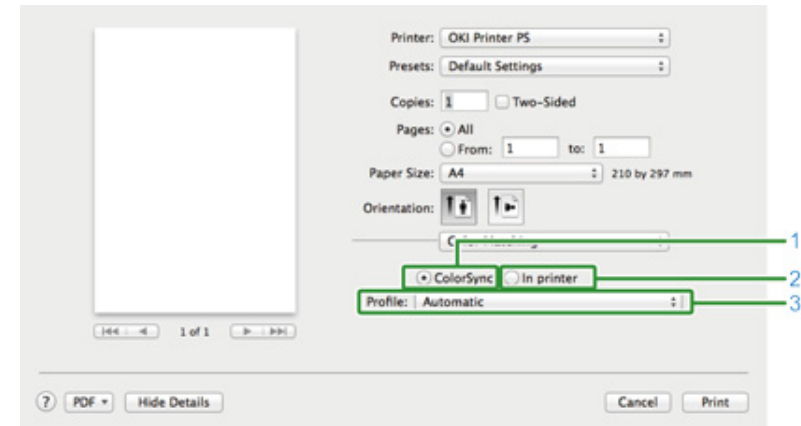 Printer: OKI Printer PS
Presets: Default Settings
Copies: 1 Two-Sided
Pages: All
From: 1 to: 1
Paper Size: A4 210 by 297 mm
Orientation:
1
ColorSync In printer 2
Profile: Automatic 3
1 of 1
? PDF Hide Details Cancel Print